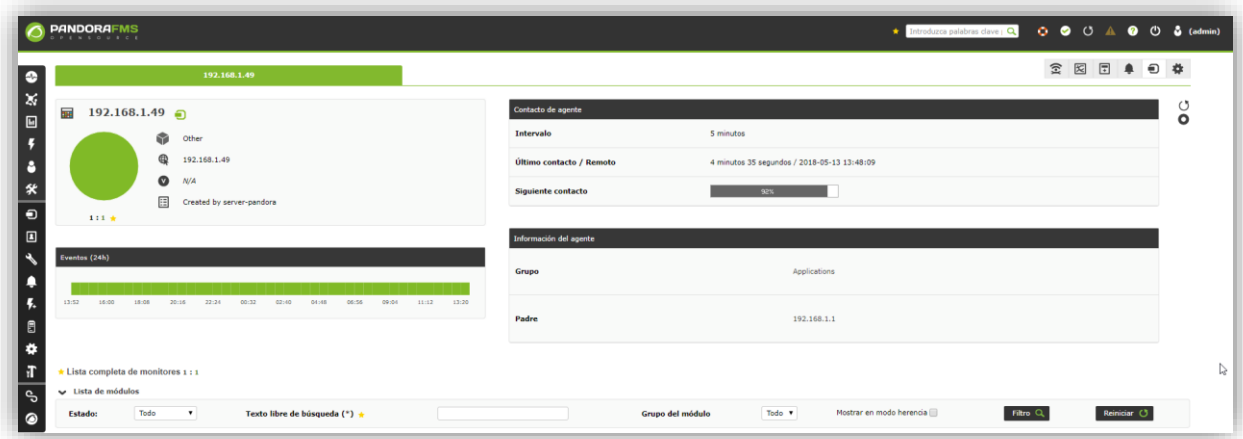 PANDORAFMS
OPENSOURCE
Introduzca palabras clave
(admin)
192.168.1.49
192.168.1.49
Other
192.168.1.49
N/A
Created by server-pandora
1 : 1
Contacto de agente
Intervalo 5 minutos
Último contacto / Remoto 4 minutos 35 segundos / 2018-05-13 13:48:09
Siguiente contacto 92%
Eventos (24h)
13:52 16:00 18:08 20:16 22:24 00:32 02:40 04:48 06:56 09:04 11:12 13:20
Información del agente
Grupo Applications
Padre 192.168.1.1
Lista completa de monitores 1 : 1
Lista de módulos
Estado: Todo Texto libre de búsqueda (*) Grupo del módulo Todo Mostrar en modo herencia Filtro Reiniciar